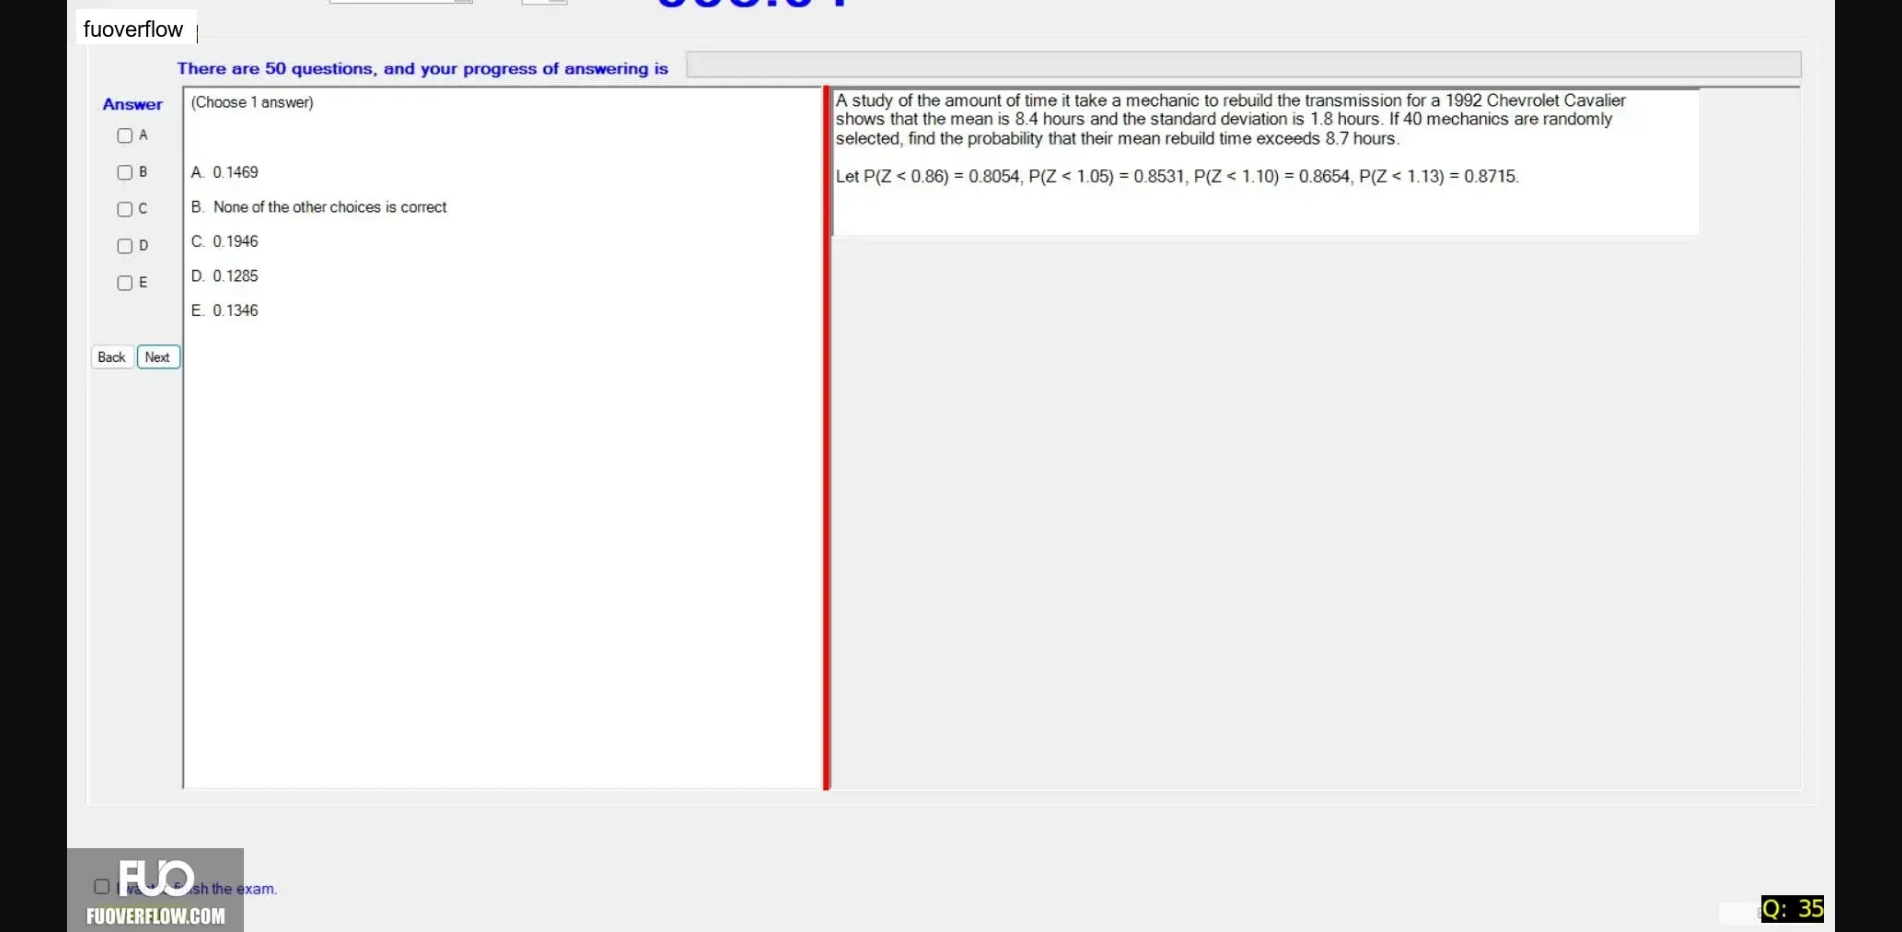 fuoverflow
There are 50 questions, and your progress of answering is
Answer
(Choose 1 answer)
A
B
C
D
E
A. 0.1469
B. None of the other choices is correct
C. 0.1946
D. 0.1285
E. 0.1346
Back Next
A study of the amount of time it take a mechanic to rebuild the transmission for a 1992 Chevrolet Cavalier
shows that the mean is 8.4 hours and the standard deviation is 1.8 hours. If 40 mechanics are randomly
selected, find the probability that their mean rebuild time exceeds 8.7 hours.
Let P(Z < 0.86) = 0.8054, P(Z < 1.05) = 0.8531, P(Z < 1.10) = 0.8654, P(Z < 1.13) = 0.8715.
the exam.
FUO
FUOVERFLOW.COM
Q: 35